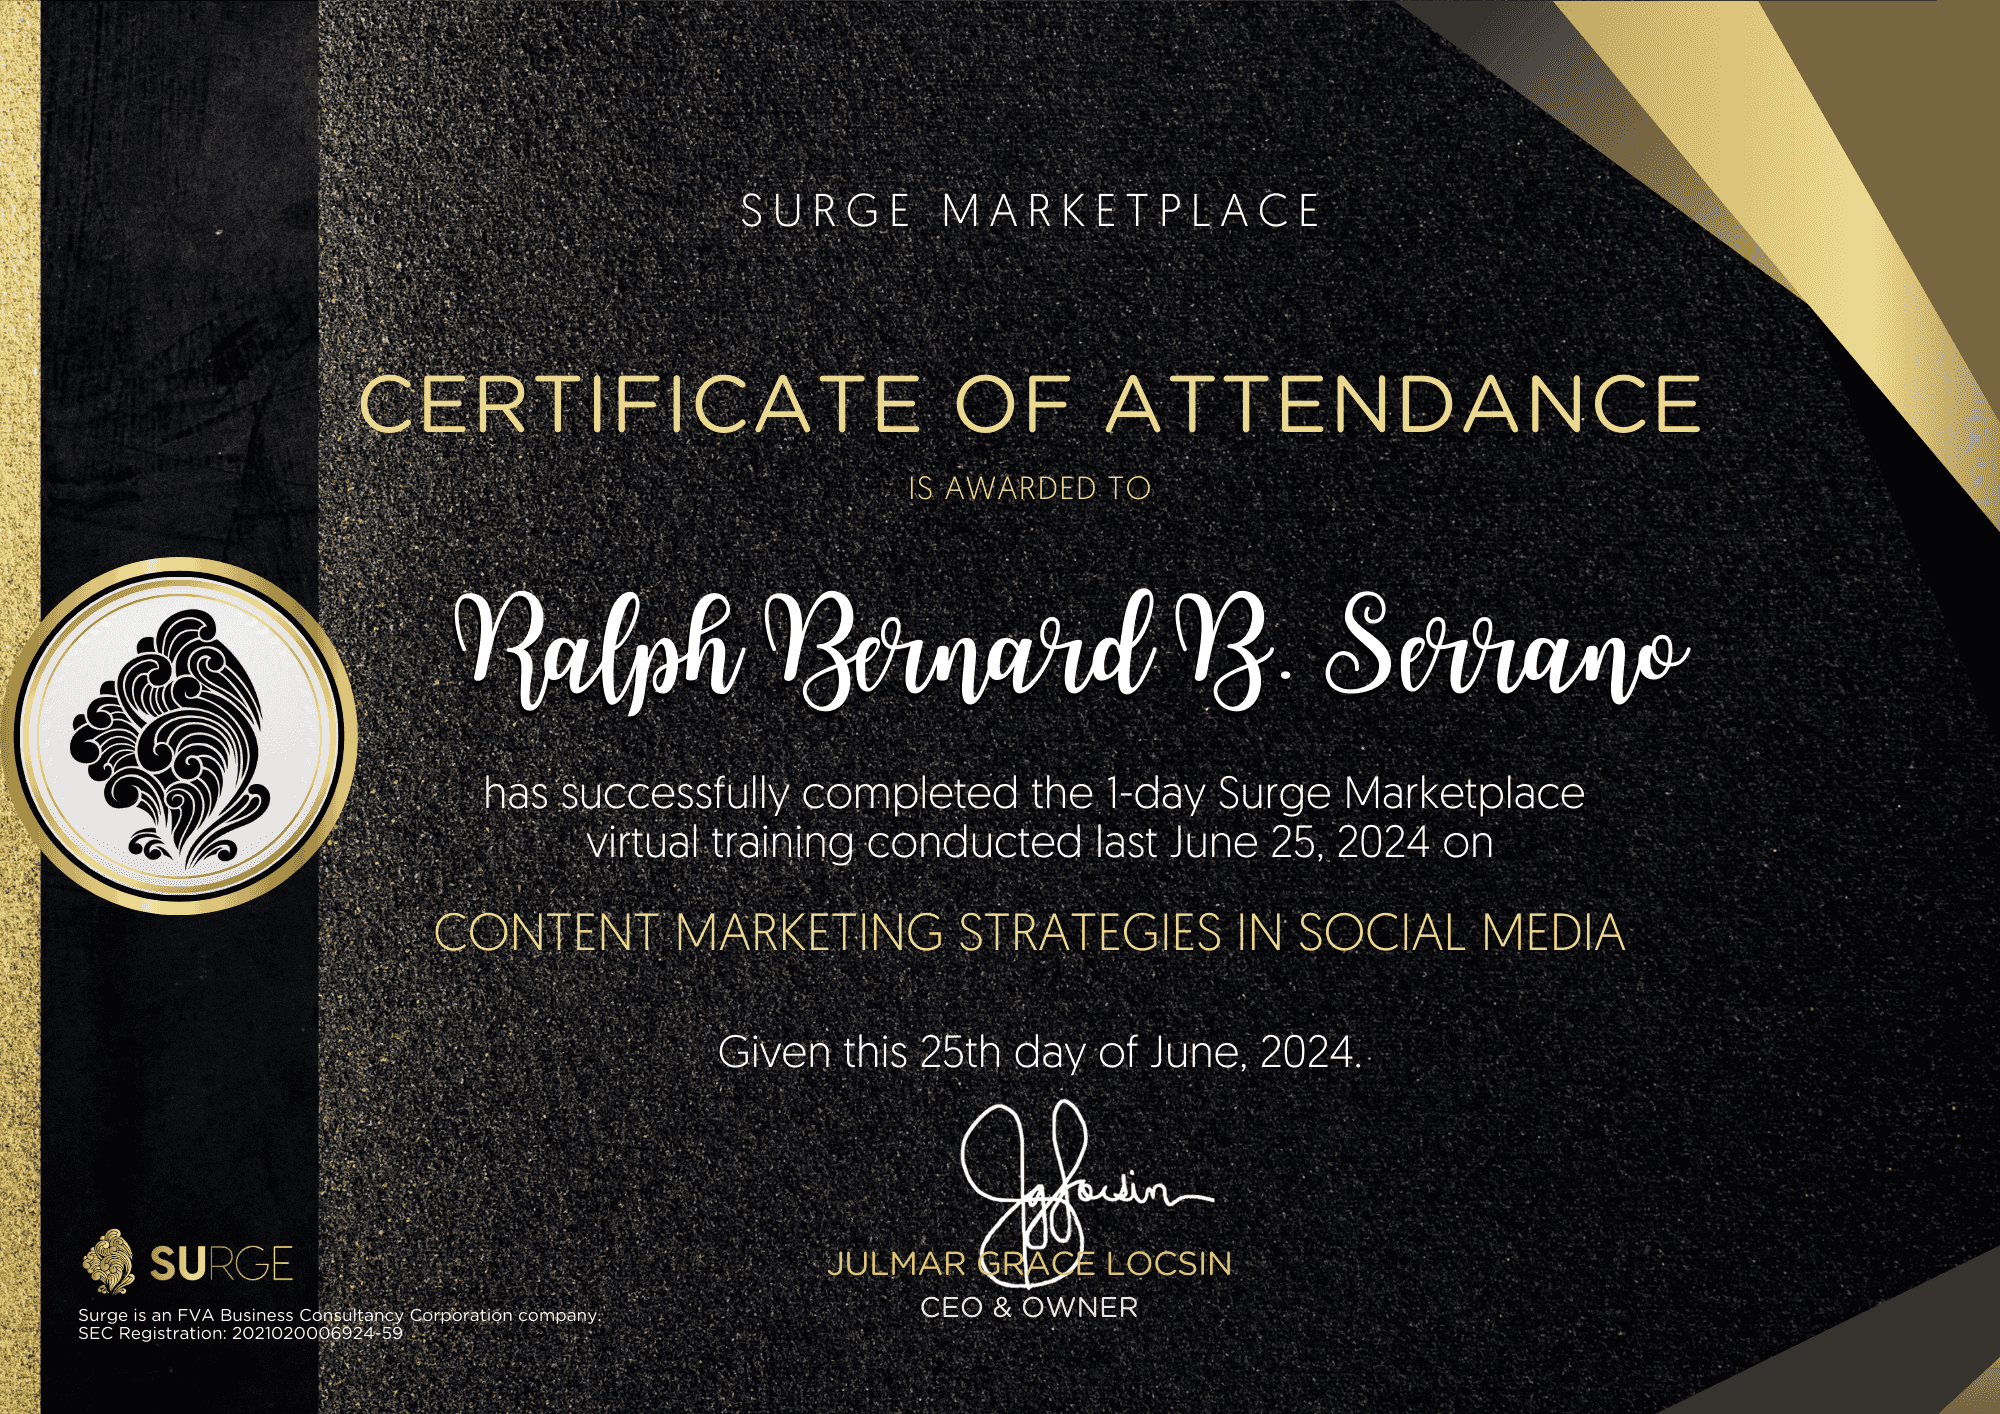 SURGE MARKETPLACE
CERTIFICATE OF ATTENDANCE
IS AWARDED TO
Ralph Bernard B. Serrano
has successfully completed the 1-day Surge Marketplace
virtual training conducted last June 25, 2024 on
CONTENT MARKETING STRATEGIES IN SOCIAL MEDIA
Given this 25th day of June, 2024.
Jglocsin
JULMAR GRACE LOCSIN
CEO & OWNER
SURGE
Surge is an FVA Business Consultancy Corporation company.
SEC Registration: 2021020006924-59